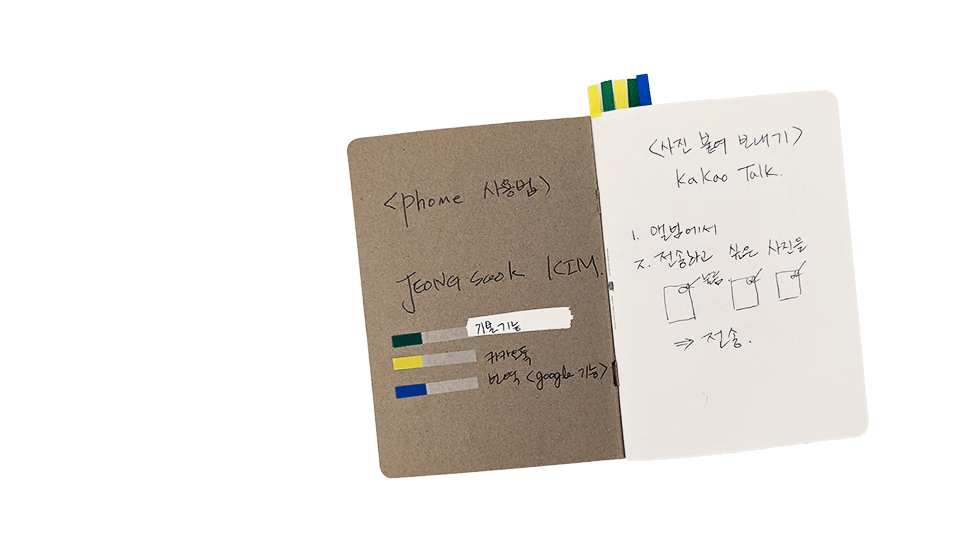 <phone 사용법>
JEONG SOOK KIM.
기본기능
카카오톡
번역 <google 기능>
<사진 붙여 보내기>
KaKao Talk.
1. 앨범에서
2. 전송하고 싶은 사진을
누름
⇒ 전송.